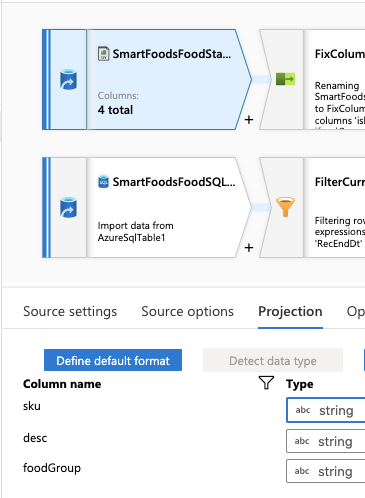 SmartFoodsFoodSta...
Columns:
4 total
+
FixColum
Renaming
SmartFoods
to FixColum
columns 'isl
SQL
SmartFoodsFoodSQL...
Import data from
AzureSqlTable1
+
FilterCurr
Filtering row
expressions
'RecEndDt'
Source settings
Source options
Projection
Op
Define default format
Detect data type
Column name
Type
sku
abc string
desc
abc string
foodGroup
abc string